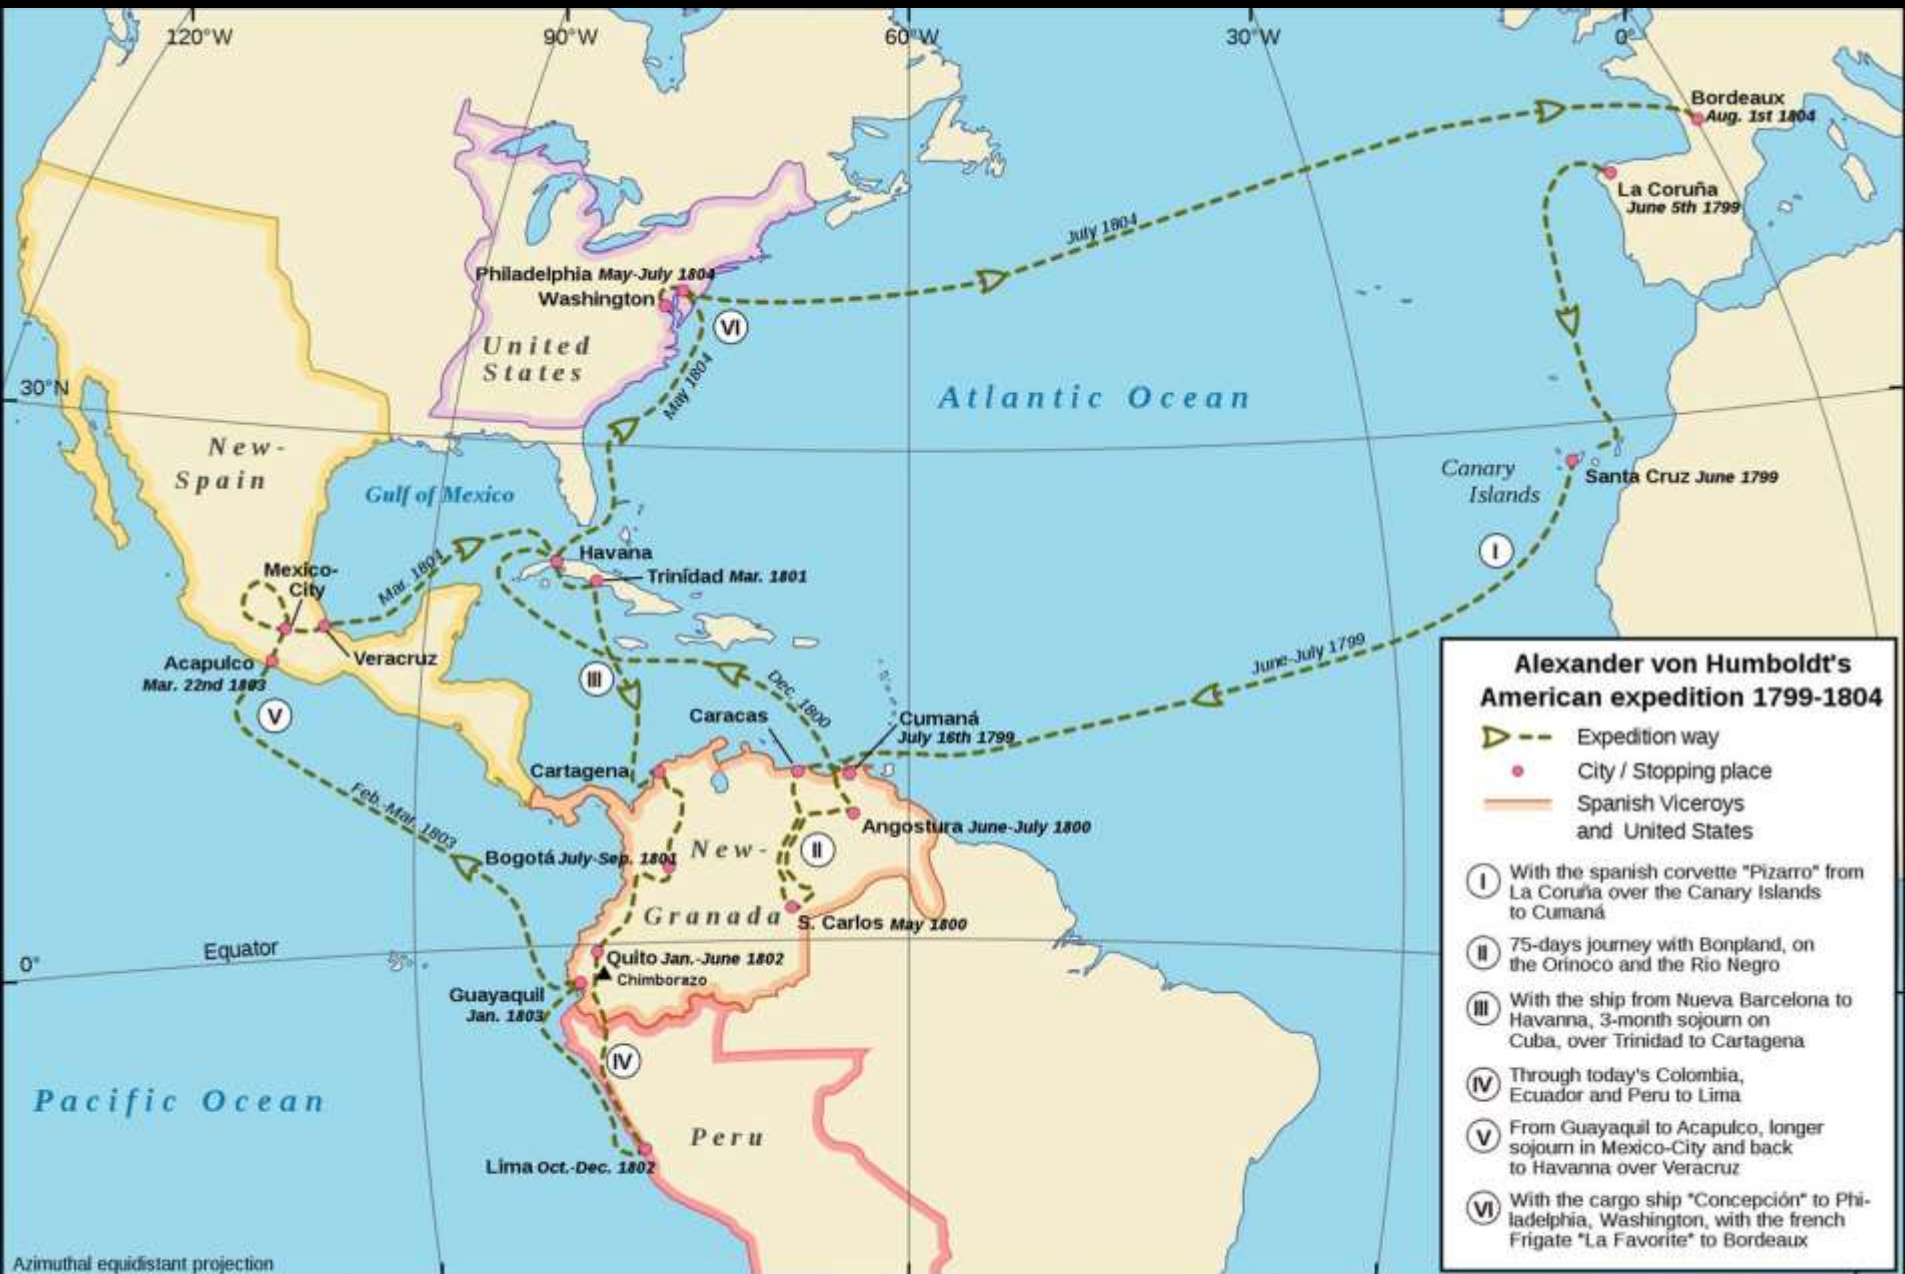 120°W
90°W
60°W
30°W
0°
Bordeaux
Aug. 1st 1804
La Coruña
June 5th 1799
July 1804
Philadelphia May-July 1804
Washington
VI
United
States
May 1804
30°N
Atlantic Ocean
New-
Spain
Gulf of Mexico
Canary
Islands
Santa Cruz June 1799
I
Havana
Trinídad Mar. 1801
Mexico-
City
Mar. 1804
Veracruz
Acapulco
Mar. 22nd 1803
V
III
June-July 1799
Dec. 1800
Caracas
Cumaná
July 16th 1799
Cartagena
Feb.-Mar. 1803
Angostura June-July 1800
II
New-
Bogotá July-Sep. 1801
Granada
S. Carlos May 1800
Equator
0°
Quito Jan.-June 1802
Chimborazo
Guayaquil
Jan. 1803
IV
Pacific Ocean
Peru
Lima Oct.-Dec. 1802
Azimuthal equidistant projection
Alexander von Humboldt's
American expedition 1799-1804
Expedition way
City / Stopping place
Spanish Viceroys
and United States
I With the spanish corvette "Pizarro" from
La Coruña over the Canary Islands
to Cumaná
II 75-days journey with Bonpland, on
the Orinoco and the Rio Negro
III With the ship from Nueva Barcelona to
Havanna, 3-month sojourn on
Cuba, over Trinidad to Cartagena
IV Through today's Colombia,
Ecuador and Peru to Lima
V From Guayaquil to Acapulco, longer
sojourn in Mexico-City and back
to Havanna over Veracruz
VI With the cargo ship "Concepción" to Phi-
ladelphia, Washington, with the french
Frigate "La Favorite" to Bordeaux